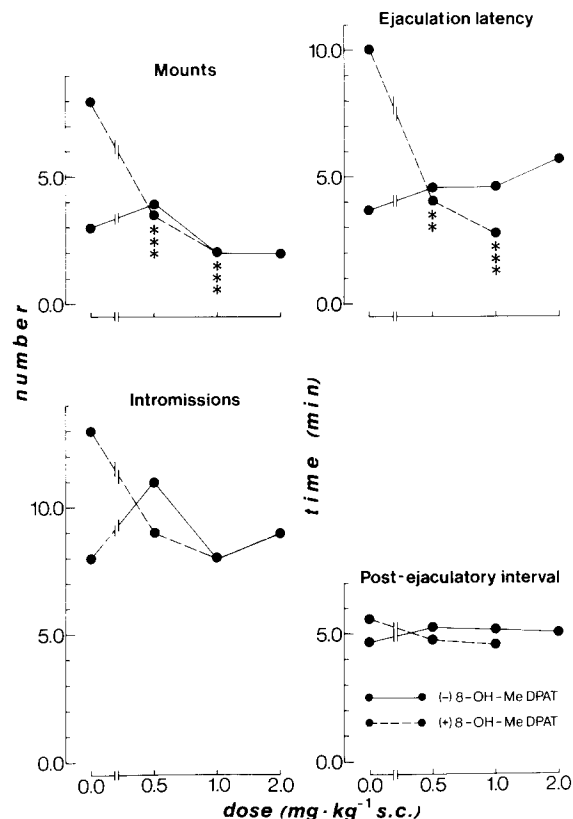 Mounts
5.0
0.0
***
***
number
Ejaculation latency
10.0
5.0
0.0
**
***
time (min)
Intromissions
10.0
5.0
0.0
0.0 0.5 1.0 2.0
Post-ejaculatory interval
5.0
(-) 8-OH-Me DPAT
(+) 8-OH-Me DPAT
0.0
0.0 0.5 1.0 2.0
dose (mg·kg⁻¹ s.c.)